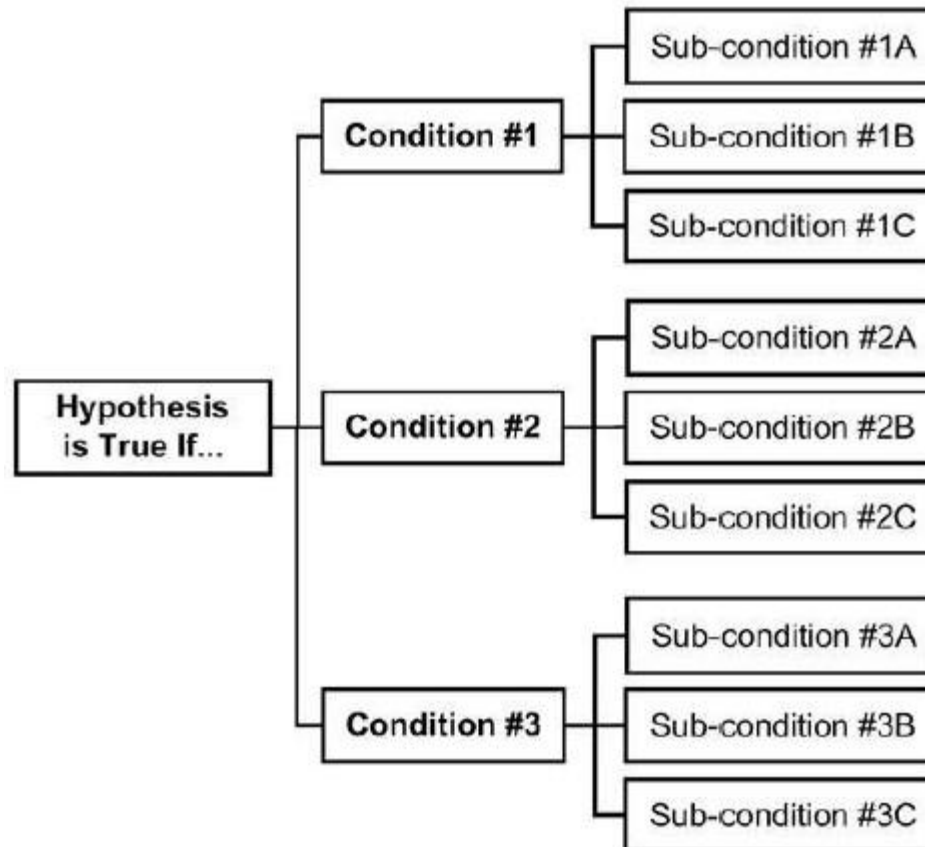 Hypothesis
is True If...
Condition #1
Sub-condition #1A
Sub-condition #1B
Sub-condition #1C
Condition #2
Sub-condition #2A
Sub-condition #2B
Sub-condition #2C
Condition #3
Sub-condition #3A
Sub-condition #3B
Sub-condition #3C